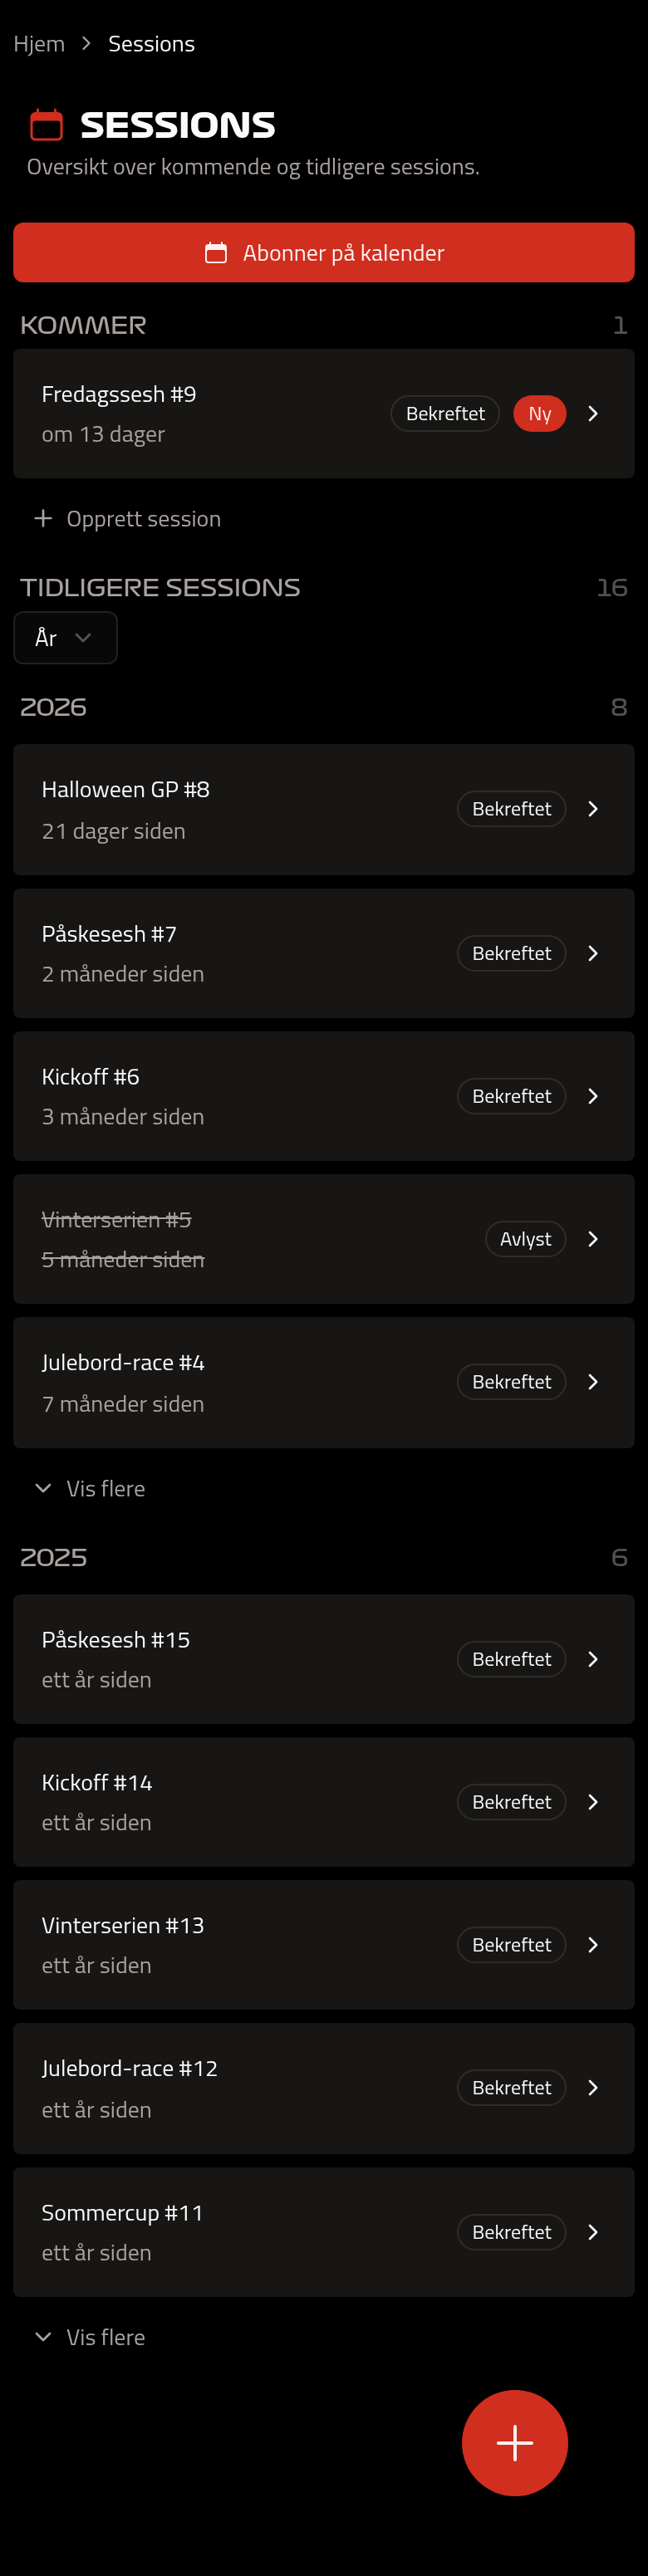 Hjem Sessions
SESSIONS
Oversikt over kommende og tidligere sessions.
Abonner på kalender
KOMMER 1
Fredagssesh #9
om 13 dager
Bekreftet Ny
Opprett session
TIDLIGERE SESSIONS 16
År
2026 8
Halloween GP #8
21 dager siden
Bekreftet
Påskesesh #7
2 måneder siden
Bekreftet
Kickoff #6
3 måneder siden
Bekreftet
Vinterserien #5
5 måneder siden
Avlyst
Julebord-race #4
7 måneder siden
Bekreftet
Vis flere
2025 6
Påskesesh #15
ett år siden
Bekreftet
Kickoff #14
ett år siden
Bekreftet
Vinterserien #13
ett år siden
Bekreftet
Julebord-race #12
ett år siden
Bekreftet
Sommercup #11
ett år siden
Bekreftet
Vis flere